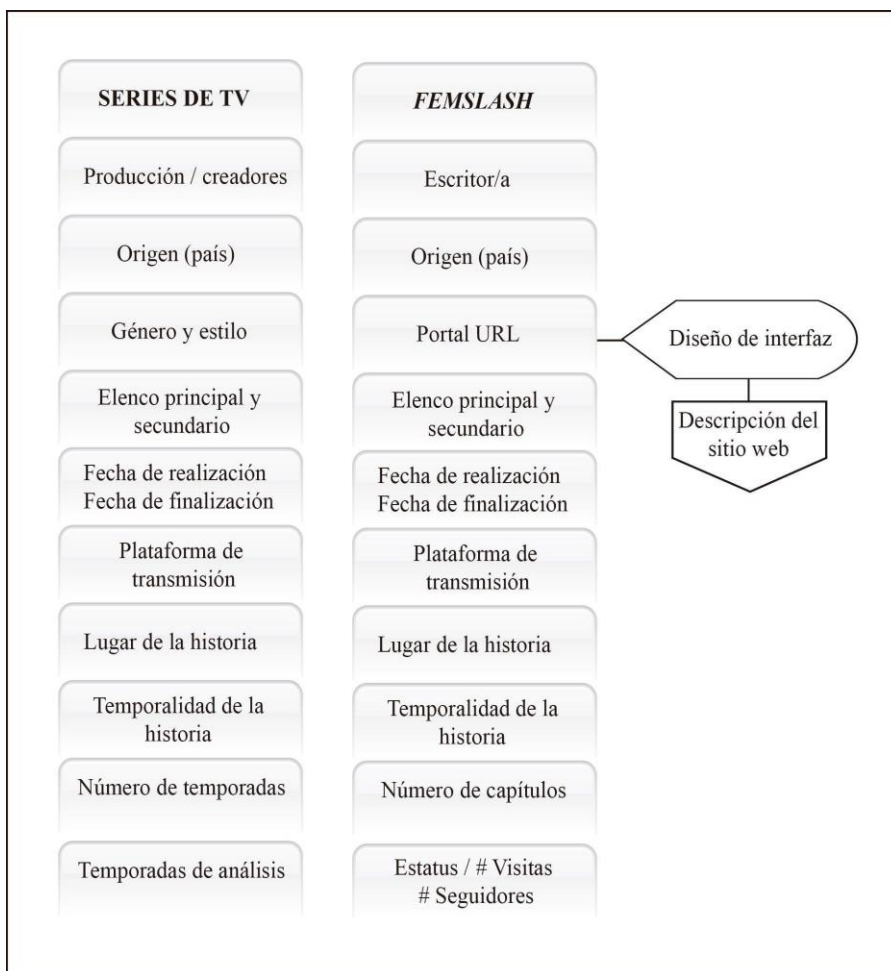 SERIES DE TV
Producción / creadores
Origen (país)
Género y estilo
Elenco principal y
secundario
Fecha de realización
Fecha de finalización
Plataforma de
transmisión
Lugar de la historia
Temporalidad de la
historia
Número de temporadas
Temporadas de análisis
FEMSLASH
Escritor/a
Origen (país)
Portal URL
Elenco principal y
secundario
Fecha de realización
Fecha de finalización
Plataforma de
transmisión
Lugar de la historia
Temporalidad de la
historia
Número de capítulos
Estatus / # Visitas
# Seguidores
Diseño de interfaz
Descripción del
sitio web